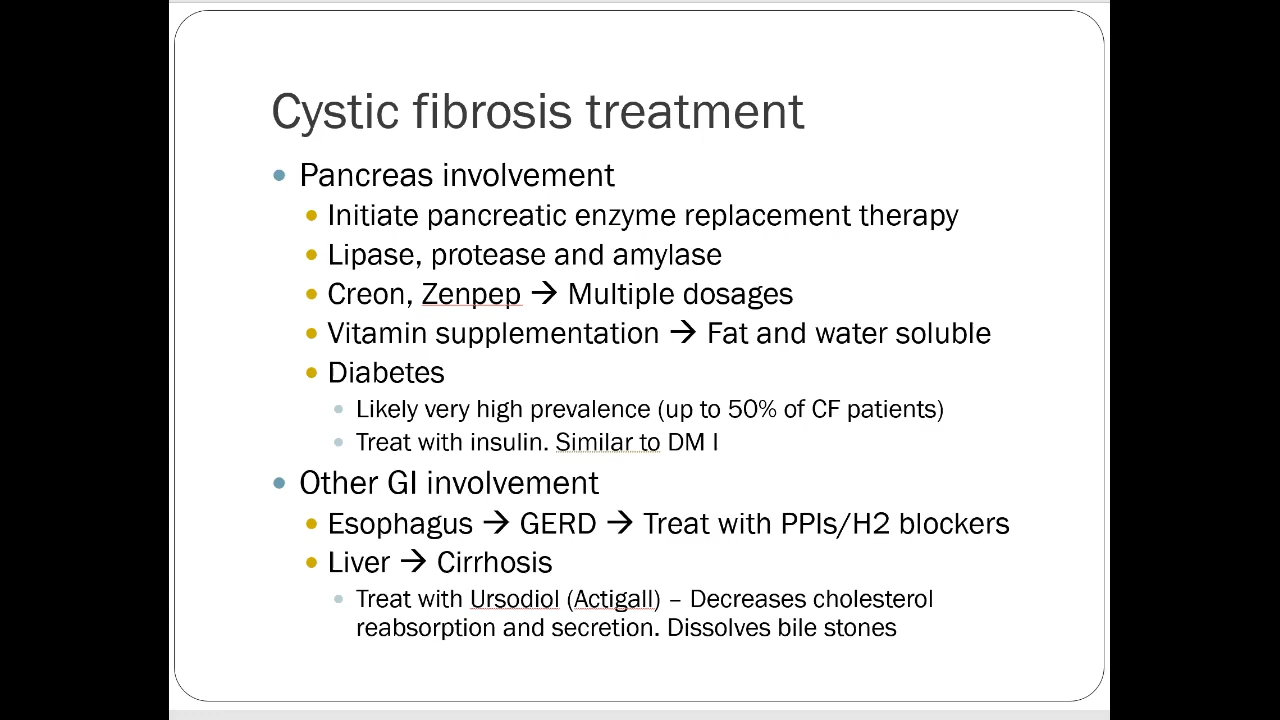 Cystic fibrosis treatment
• Pancreas involvement
• Initiate pancreatic enzyme replacement therapy
• Lipase, protease and amylase
• Creon, Zenpep → Multiple dosages
• Vitamin supplementation → Fat and water soluble
• Diabetes
• Likely very high prevalence (up to 50% of CF patients)
• Treat with insulin. Similar to DM I
• Other GI involvement
• Esophagus → GERD → Treat with PPIs/H2 blockers
• Liver → Cirrhosis
• Treat with Ursodiol (Actigall) – Decreases cholesterol
reabsorption and secretion. Dissolves bile stones